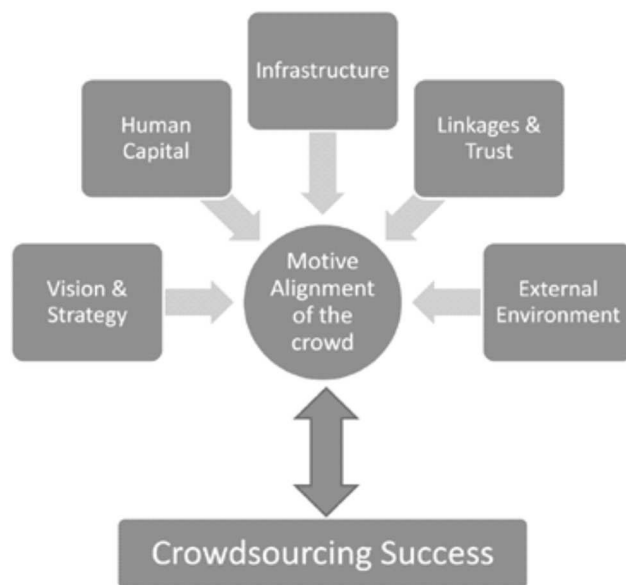 Infrastructure
Human
Capital
Linkages &
Trust
Vision &
Strategy
Motive
Alignment
of the
crowd
External
Environment
Crowdsourcing Success